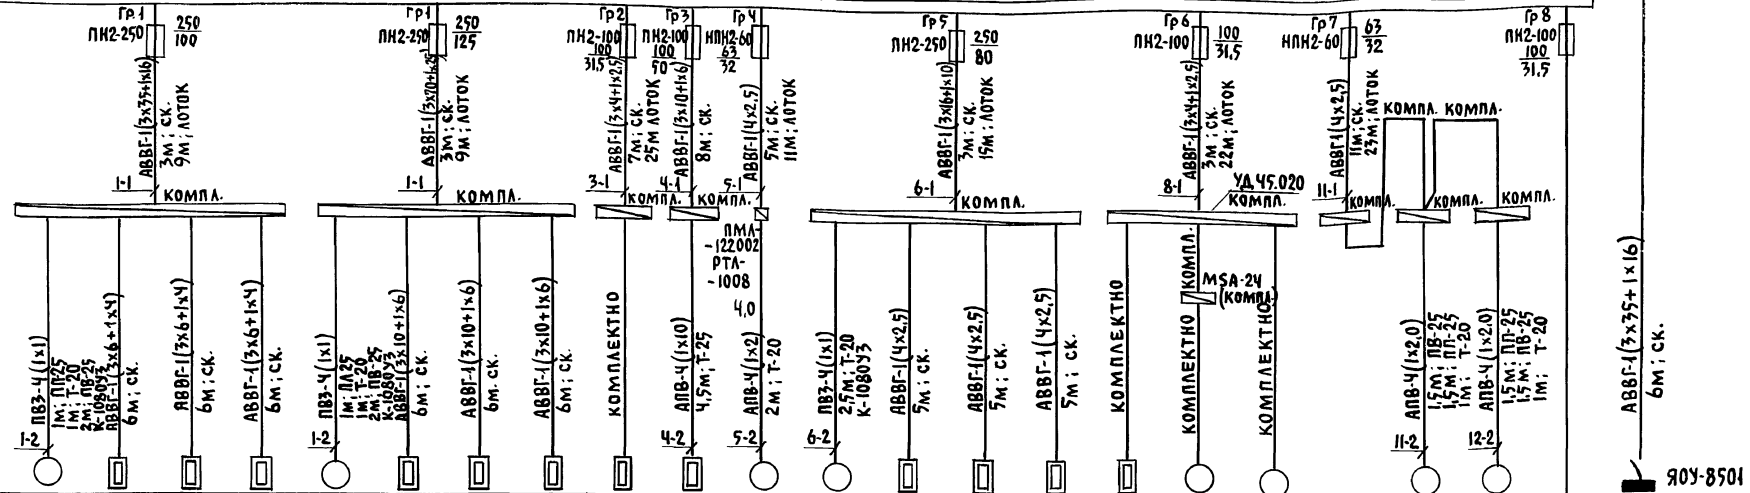 Гр.1
ПН2-250
250
100
АВВГ-1(3х35+1х16)
3м; СК.
9м; ЛОТОК
1-1
КОМПЛ.
ПВ3-4(1х1)
1м; ПЛ-25
1м; Т-20
2м; ПВ-25
К-1080У3
АВВГ-1(3х6+1х4)
6м; СК.
АВВГ-1(3х6+1х4)
6м; СК.
АВВГ-1(3х6+1х4)
6м; СК.
1-2
Гр1
ПН2-250
250
125
3м; СК.
9м; ЛОТОК
1-1
КОМПЛ.
ПВ3-4(1х1)
1м; ПЛ25
1м; Т-20
2м; ПВ-25
К-1080У3
АВВГ-1(3х10+1х6)
6м; СК.
АВВГ-1(3х10+1х6)
6м; СК.
АВВГ-1(3х10+1х6)
6м; СК.
1-2
Гр2
ПН2-100
100
31,5
АВВГ-1(3х4+1х2,5)
7м; СК.
25м ЛОТОК
3-1
КОМПЛ.
КОМПЛЕКТНО
Гр3
ПН2-100
100
50
АВВГ-1(3х10+1х6)
8м; СК.
4-1
КОМПЛ.
АПВ-4(1х10)
4,5м; Т-25
4-2
Гр4
НПН2-60
63
32
АВВГ-1(4х2,5)
5м; СК.
11м; ЛОТОК
5-1
ПМЛ-
-122002
РТЛ-
-1008
4,0
АПВ-4(1х2)
2м; Т-20
5-2
Гр5
ПН2-250
250
80
АВВГ-1(3х16+1х10)
3м; СК.
15м; ЛОТОК
6-1
КОМПЛ.
ПВ3-4(1х1)
2,5м; Т-20
К-1080У3
АВВГ-1(4х2,5)
5м; СК.
АВВГ-1(4х2,5)
5м; СК.
АВВГ-1(4х2,5)
5м; СК.
6-2
Гр6
ПН2-100
100
31,5
АВВГ-1(3х4+1х2,5)
3м; СК.
22м; ЛОТОК
8-1
УД45.020
КОМПЛ.
КОМПЛЕКТНО
КОМПЛ.
MSA-24
(КОМПЛ.)
КОМПЛЕКТНО
КОМПЛЕКТНО
Гр7
НПН2-60
63
32
АВВГ1(4х2,5)
11м; СК.
23м; ЛОТОК
11-1
КОМПЛ.
КОМПЛ.
КОМПЛ.
КОМПЛ.
КОМПЛ.
АПВ-4(1х2,0)
1,5м; ПВ-25
1,5м; ПЛ-25
1м; Т-20
11-2
АПВ-4(1х2,0)
1,5м; ПЛ-25
1,5м; ПВ-25
1м; Т-20
12-2
Гр8
ПН2-100
100
31,5
АВВГ-1(3х35+1х16)
6м; СК.
ЯОУ-8501